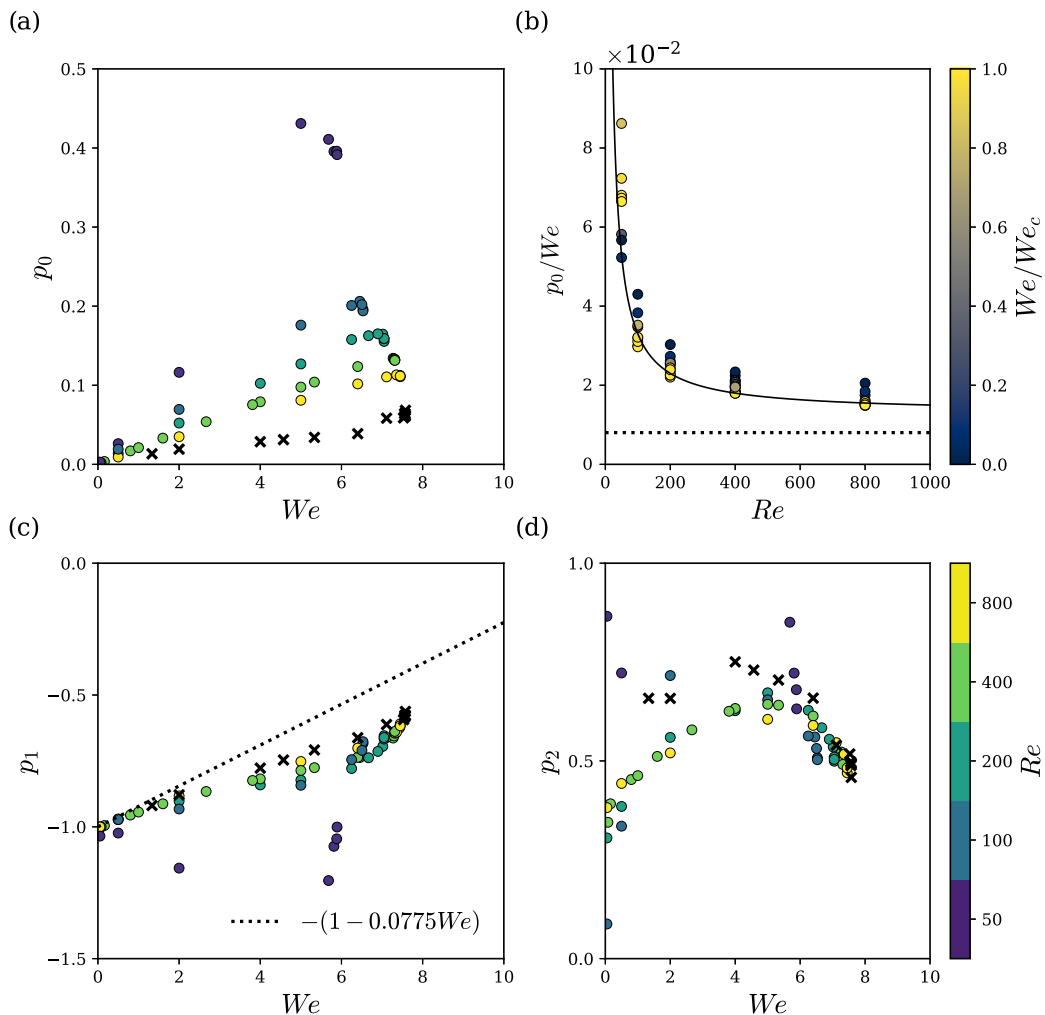 (a)
0.5
0.4
0.3
0.2
0.1
0.0
p₀
0 2 4 6 8 10
We
(b)
×10⁻²
10
8
6
4
2
0
p₀/We
0 200 400 600 800 1000
Re
1.0
0.8
0.6
0.4
0.2
0.0
We/We_c
(c)
0.0
−0.5
−1.0
−1.5
p₁
−(1 − 0.0775We)
0 2 4 6 8 10
We
(d)
1.0
0.5
0.0
p₂
0 2 4 6 8 10
We
800
400
200
100
50
Re